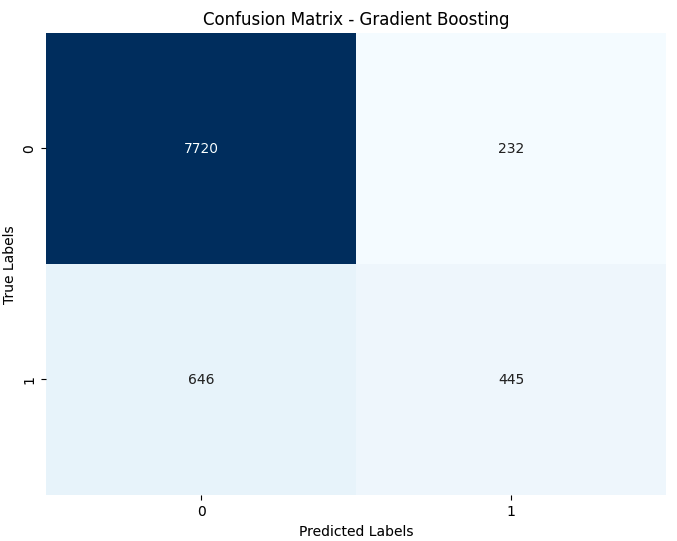 Confusion Matrix - Gradient Boosting
0
7720
232
True Labels
1
646
445
0
1
Predicted Labels